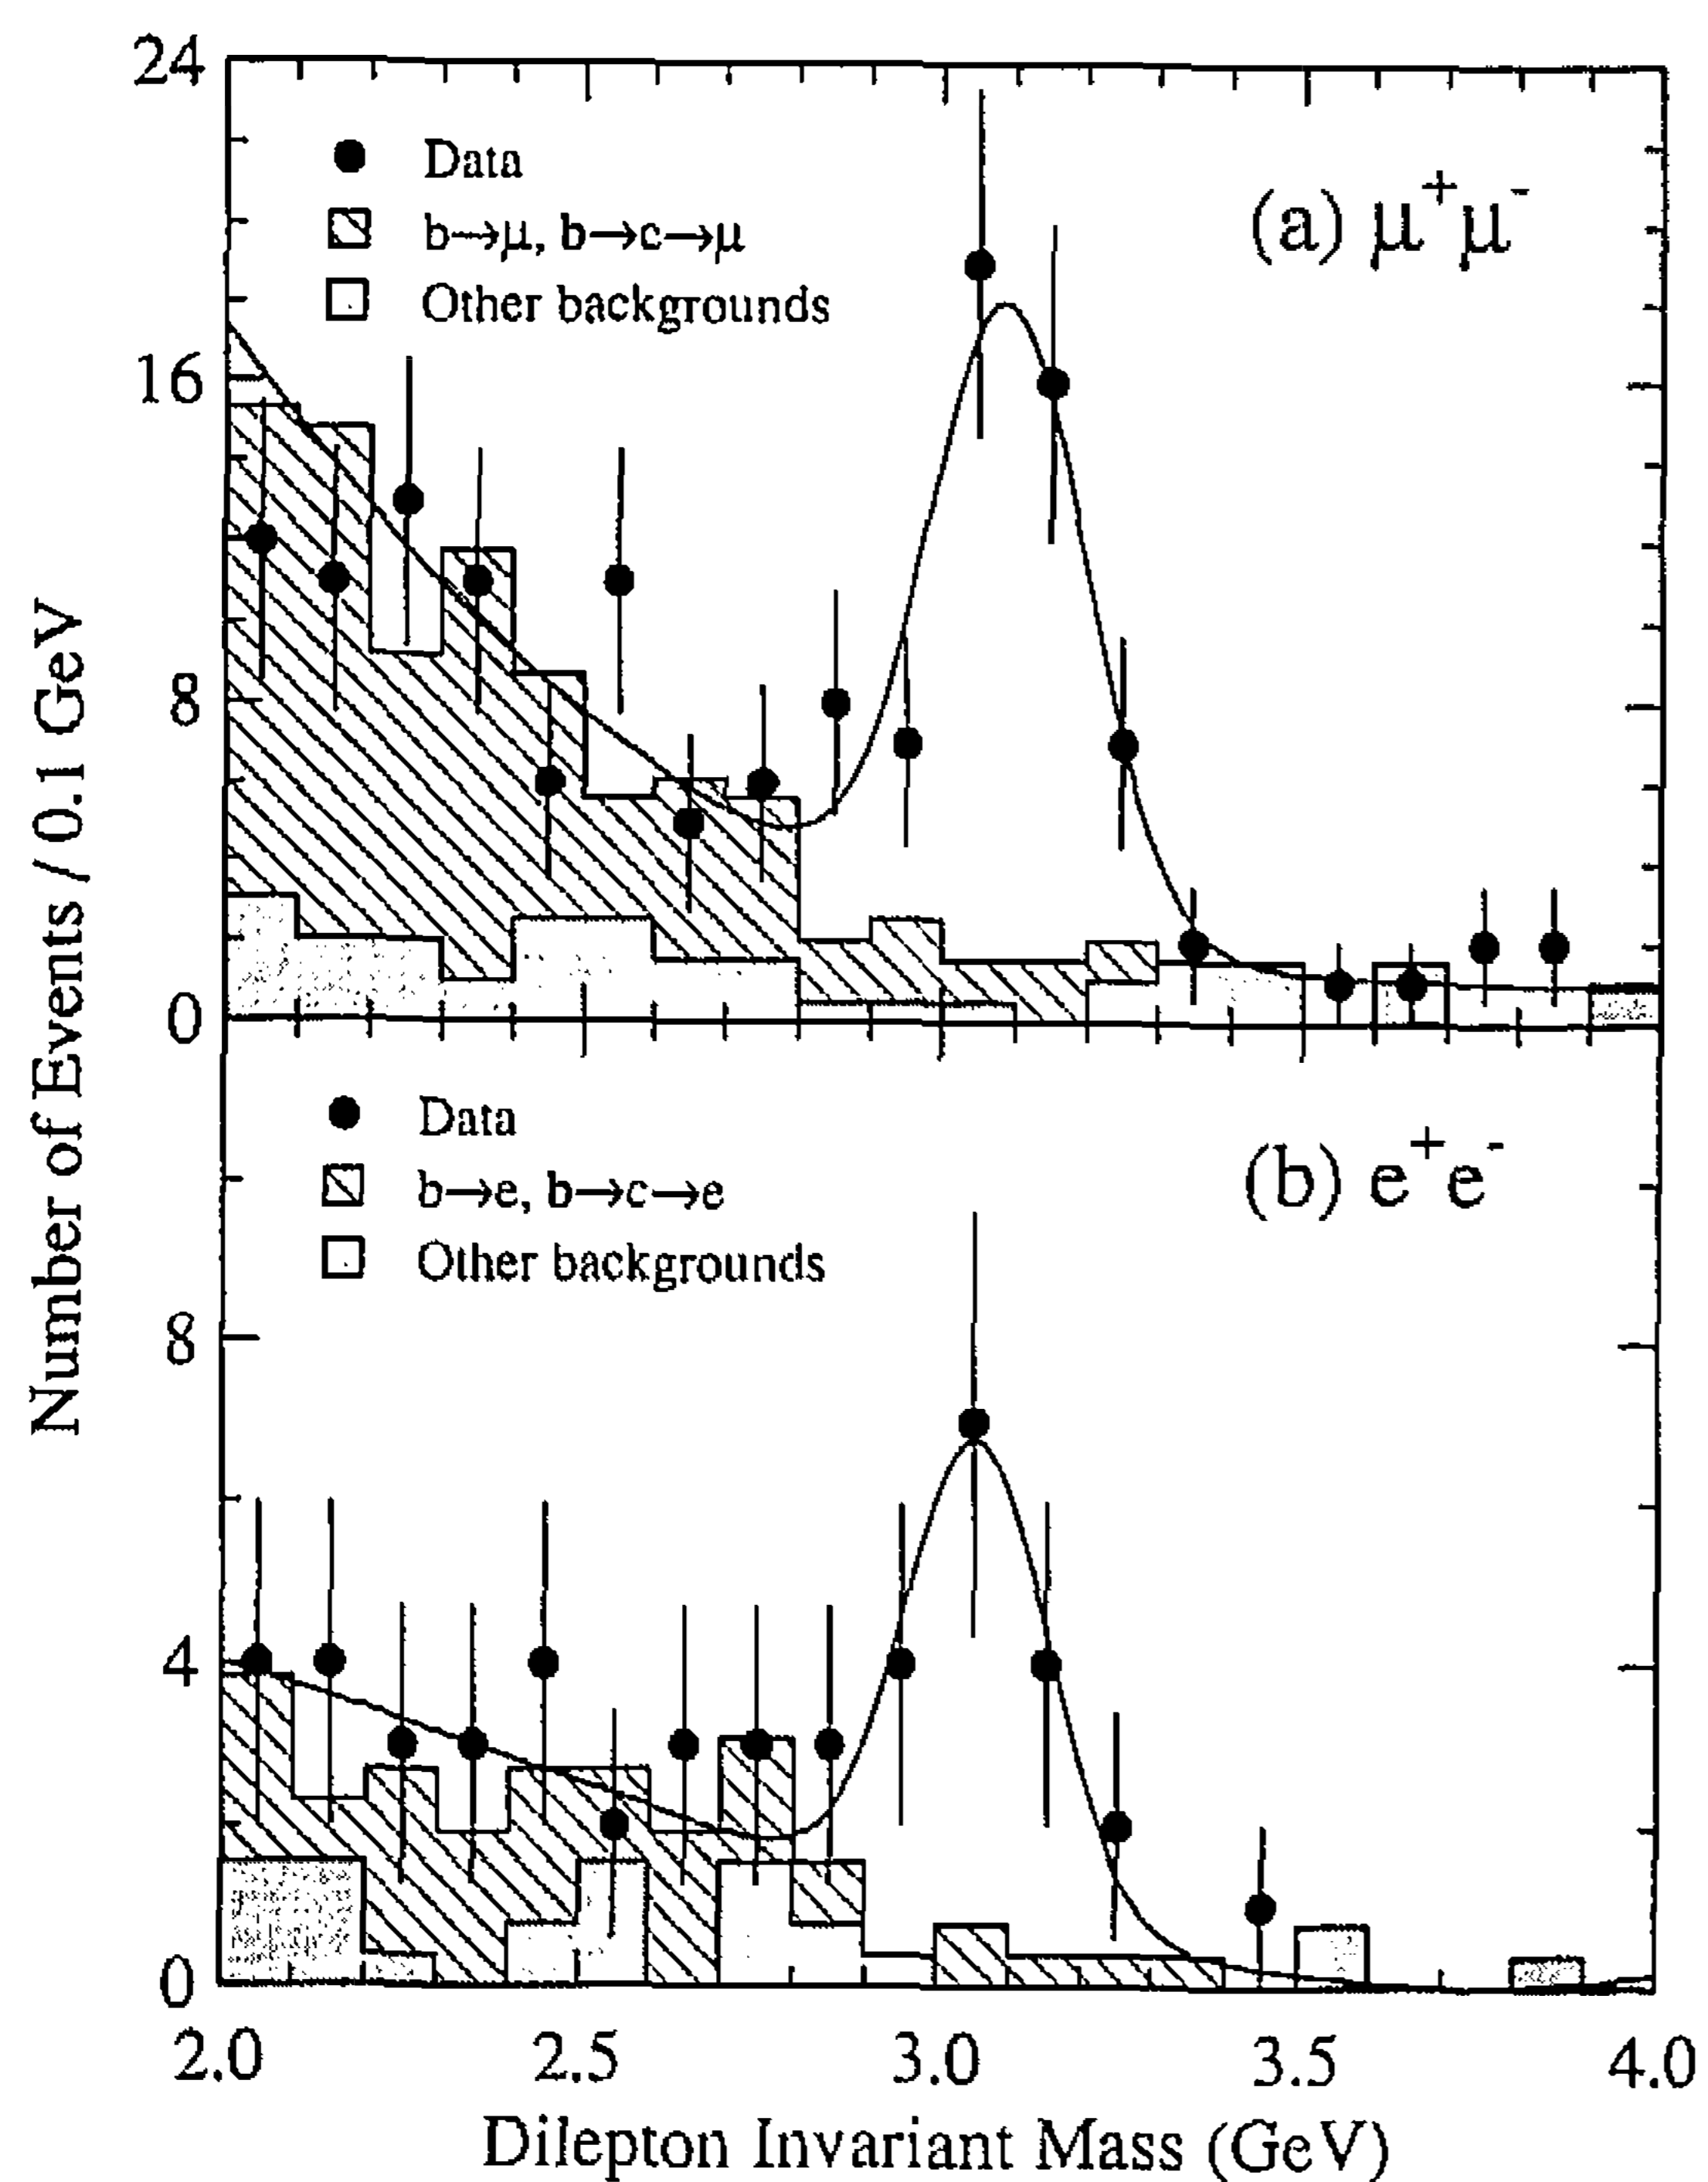 24
Data
b→μ, b→c→μ
Other backgrounds
(a) μ⁺μ⁻
16
8
0
Number of Events / 0.1 GeV
Data
b→e, b→c→e
Other backgrounds
(b) e⁺e⁻
8
4
0
2.0 2.5 3.0 3.5 4.0
Dilepton Invariant Mass (GeV)